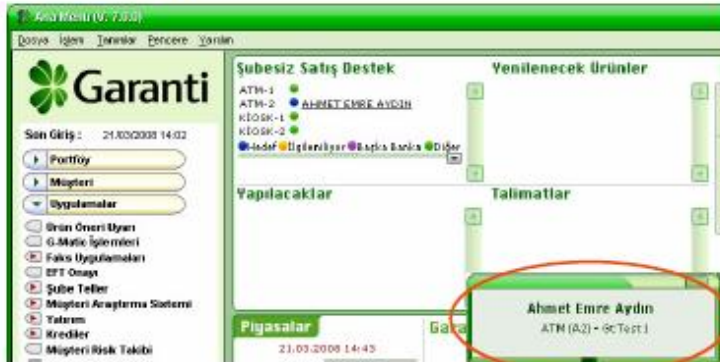 Ana Menü (V. 7.0.0)
Dosya İşlem Tanımlar Pencere Yardım
Garanti
Son Giriş : 21/03/2008 14:02
Portföy
Müşteri
Uygulamalar
Ürün Öneri Uyarı
G-Matic İşlemleri
Faks Uygulamaları
EFT Onayı
Şube Teller
Müşteri Araştırma Sistemi
Yatırım
Krediler
Müşteri Risk Takibi
Şubesiz Satış Destek
ATM-1
ATM-2 AHMET EMRE AYDIN
KİOSK-1
KİOSK-2
Hedef İlgileniliyor Başka Banka Diğer
Yenilenecek Ürünler
Yapılacaklar
Talimatlar
Piyasalar
21.03.2008 14:43
Gara
Ahmet Emre Aydın
ATM (A2) -